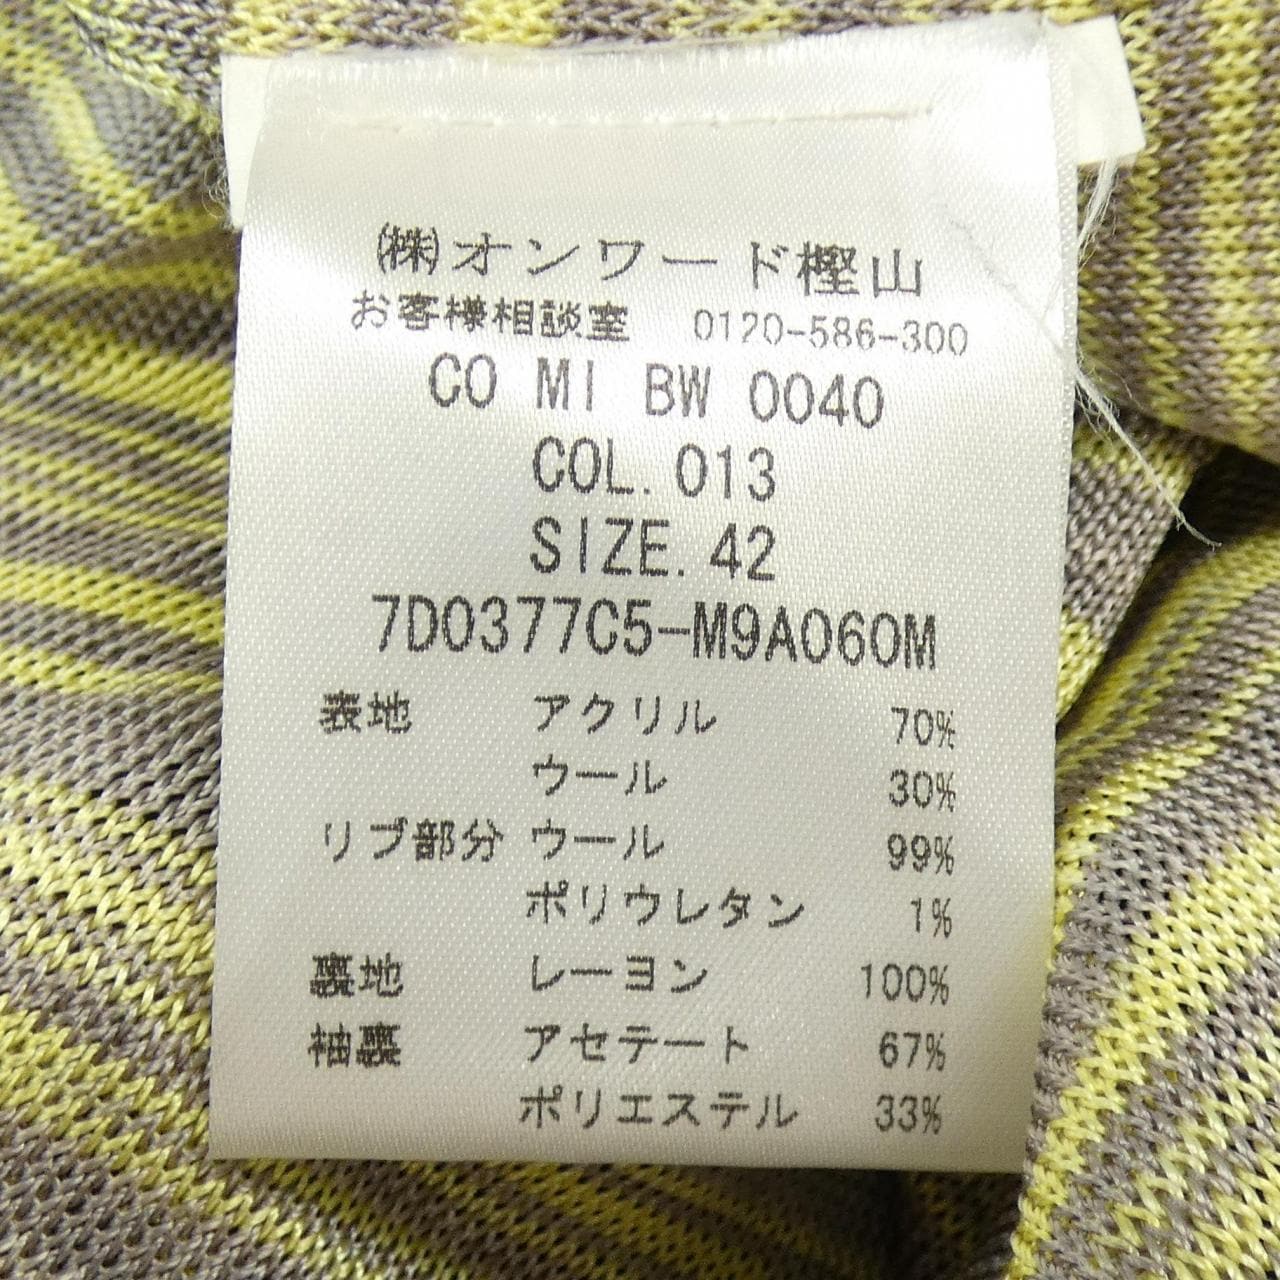 ㈱オンワード樫山
お客様相談室 0120-586-300
CO MI BW 0040
COL.013
SIZE.42
7D0377C5-M9A060M
表地 アクリル 70%
ウール 30%
リブ部分 ウール 99%
ポリウレタン 1%
裏地 レーヨン 100%
袖裏 アセテート 67%
ポリエステル 33%